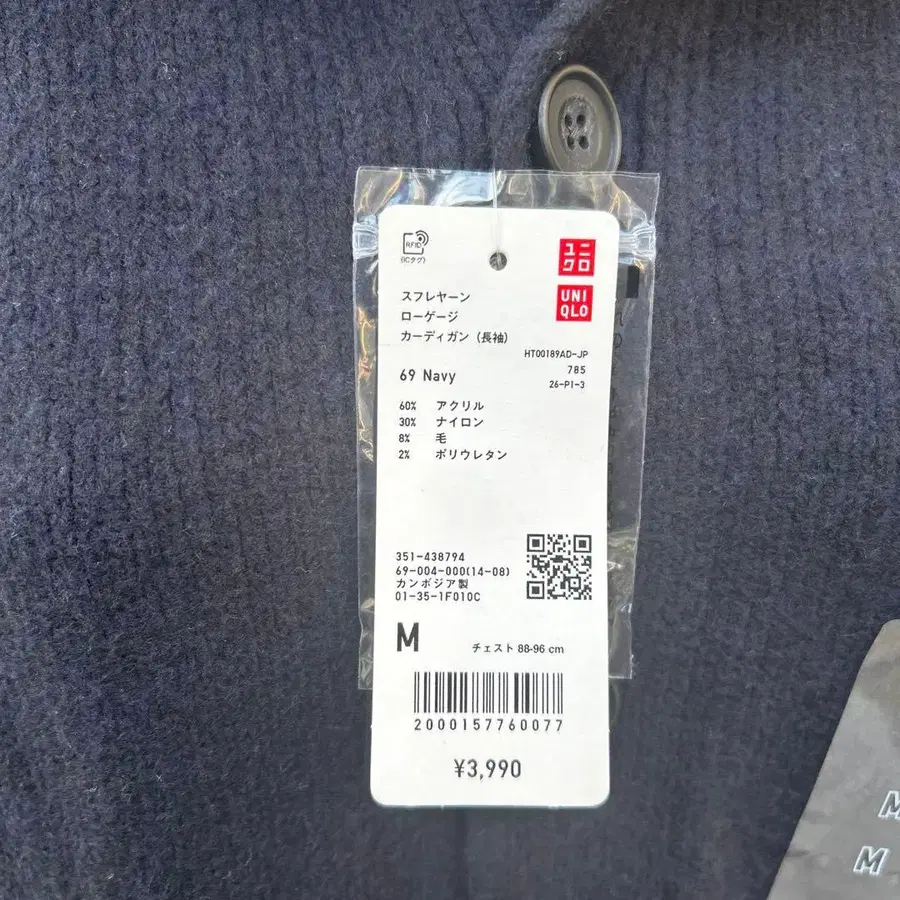 RFID
(ICタグ)
ユニ
クロ
UNI
QLO
スフレヤーン
ローゲージ
カーディガン (長袖)
HT00189AD-JP
785
26-PI-3
69 Navy
60% アクリル
30% ナイロン
8% 毛
2% ポリウレタン
351-438794
69-004-000(14-08)
カンボジア製
01-35-1F010C
M
チェスト 88-96 cm
2000157760077
¥3,990
M
M